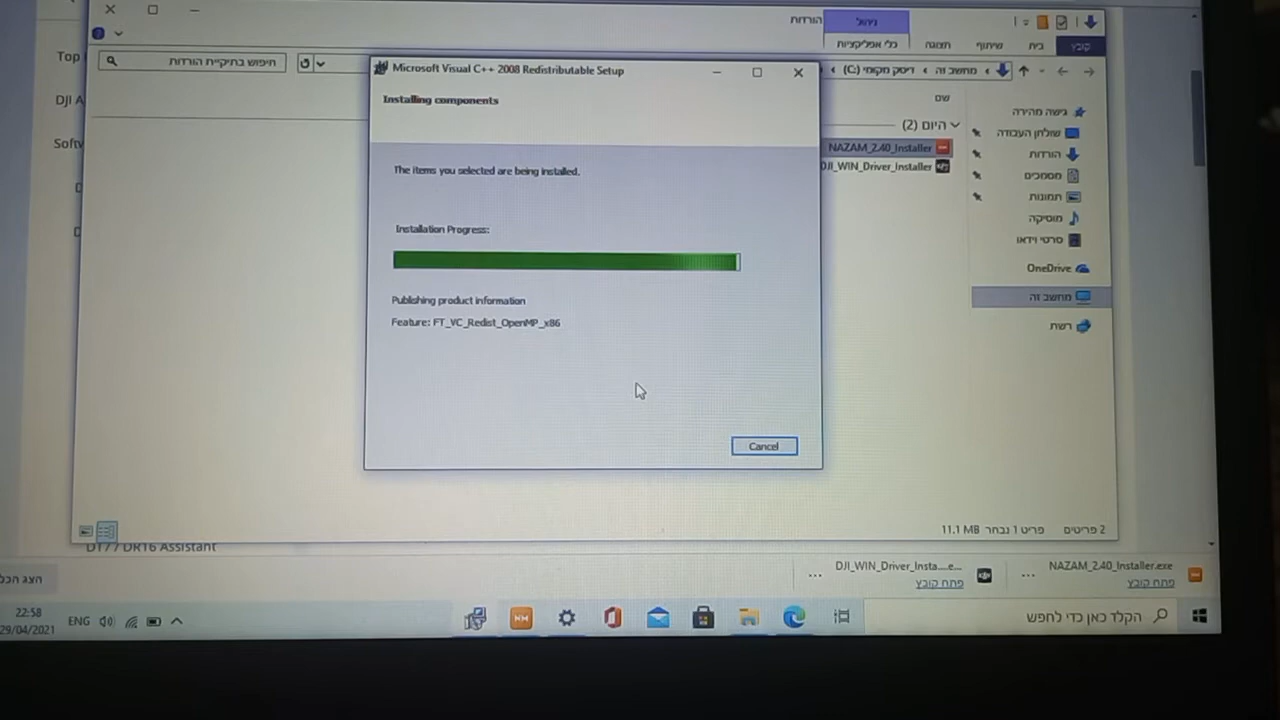 ניהול
הורדות
קובץ
בית
שיתוף
תצוגה
כלי אפליקציות
מחשב זה
דיסק מקומי (C:)
חיפוש בתיקיית הורדות
Top
DJI A
Softw
שם
היום (2)
NAZAM_2.40_Installer
DJI_WIN_Driver_Installer
גישה מהירה
שולחן העבודה
הורדות
מסמכים
תמונות
מוסיקה
סרטי וידאו
OneDrive
מחשב זה
רשת
Microsoft Visual C++ 2008 Redistributable Setup
Installing components
The items you selected are being installed.
Installation Progress:
Publishing product information
Feature: FT_VC_Redist_OpenMP_x86
Cancel
2 פריטים
פריט 1 נבחר 11.1 MB
D177 DR16 Assistant
NAZAM_2.40_Installer.exe
פתח קובץ
DJI_WIN_Driver_Insta....e...
פתח קובץ
הצג הכל
הקלד כאן כדי לחפש
ENG
22:58
29/04/2021